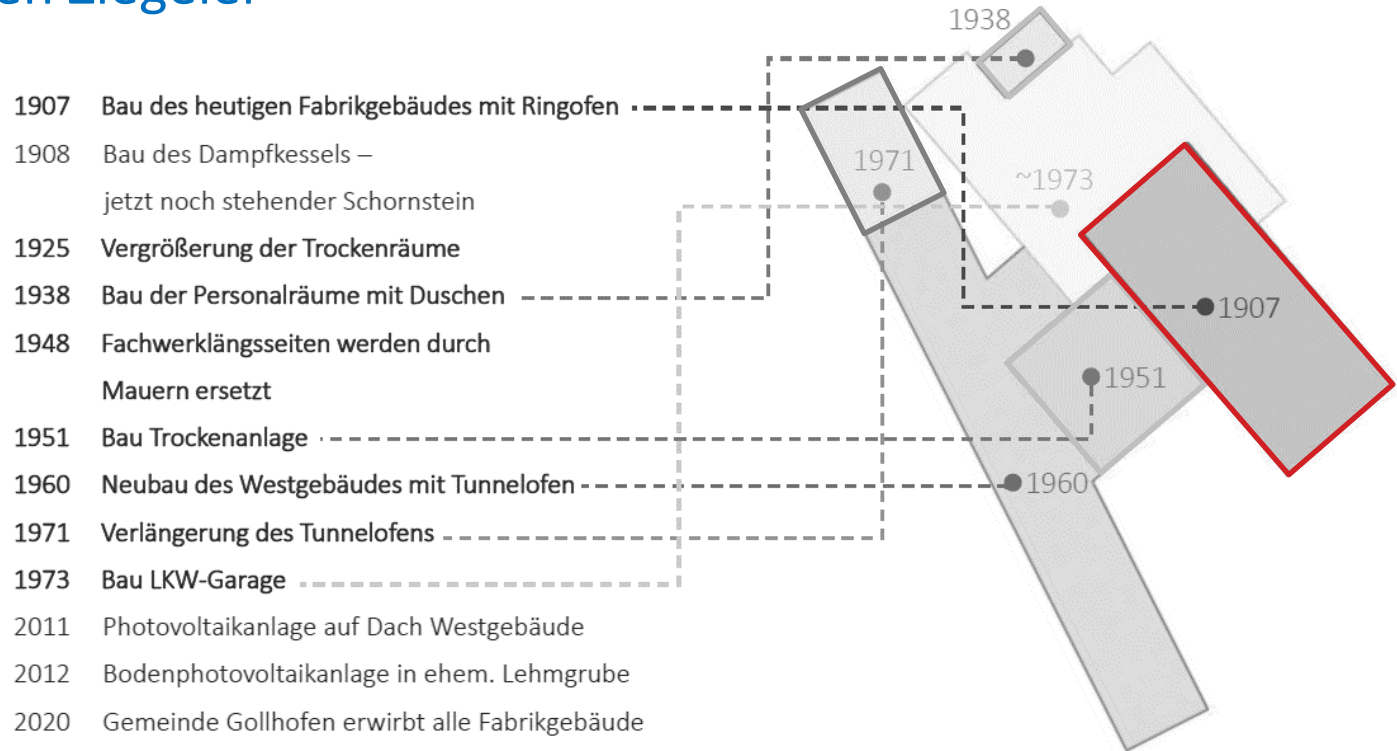 1938
1907 Bau des heutigen Fabrikgebäudes mit Ringofen
1908 Bau des Dampfkessels –
jetzt noch stehender Schornstein
1925 Vergrößerung der Trockenräume
1938 Bau der Personalräume mit Duschen
1948 Fachwerklängsseiten werden durch
Mauern ersetzt
1951 Bau Trockenanlage
1960 Neubau des Westgebäudes mit Tunnelofen
1971 Verlängerung des Tunnelofens
1973 Bau LKW-Garage
2011 Photovoltaikanlage auf Dach Westgebäude
2012 Bodenphotovoltaikanlage in ehem. Lehmgrube
2020 Gemeinde Gollhofen erwirbt alle Fabrikgebäude
1971
~1973
1907
1951
1960